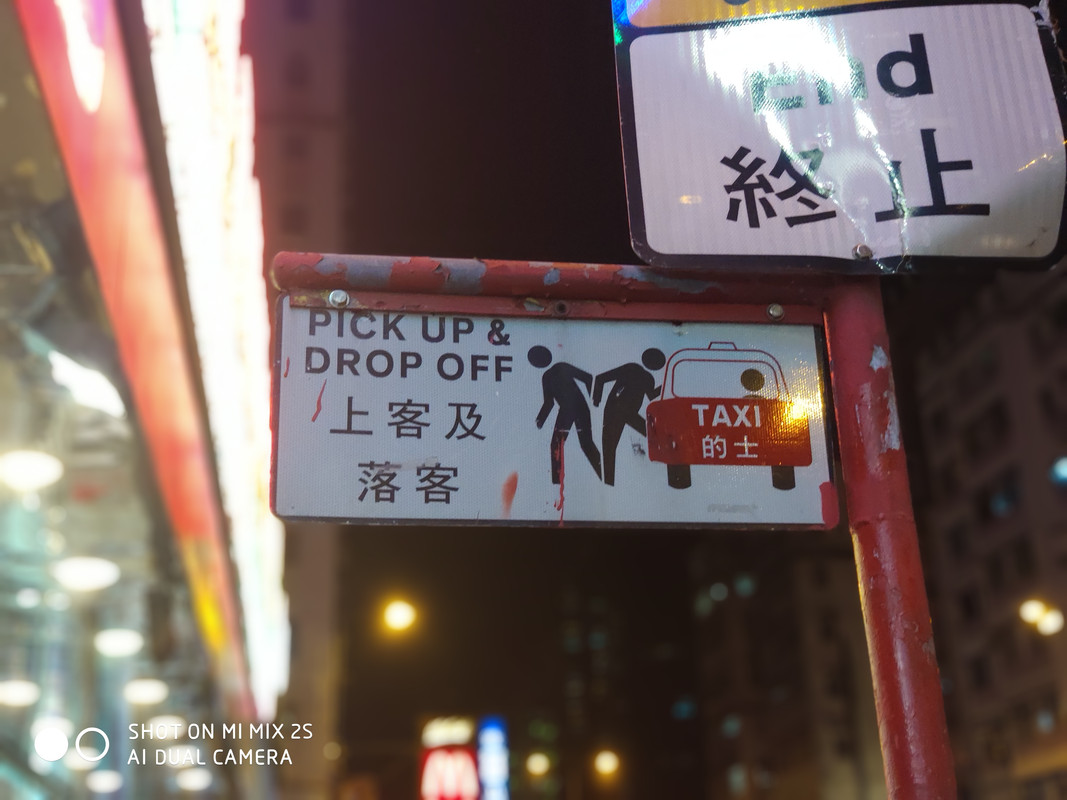 End
終止
PICK UP &
DROP OFF
上客及
落客
TAXI
的士
SHOT ON MI MIX 2S
AI DUAL CAMERA